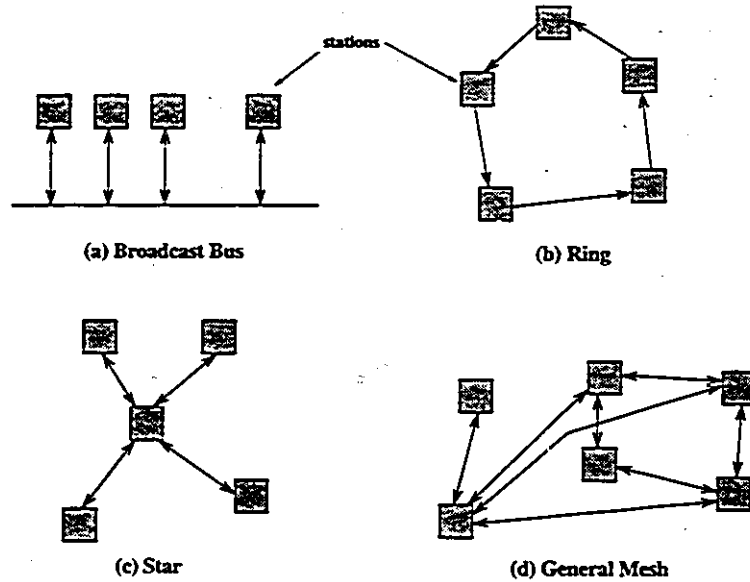 stations
(a) Broadcast Bus
(b) Ring
(c) Star
(d) General Mesh